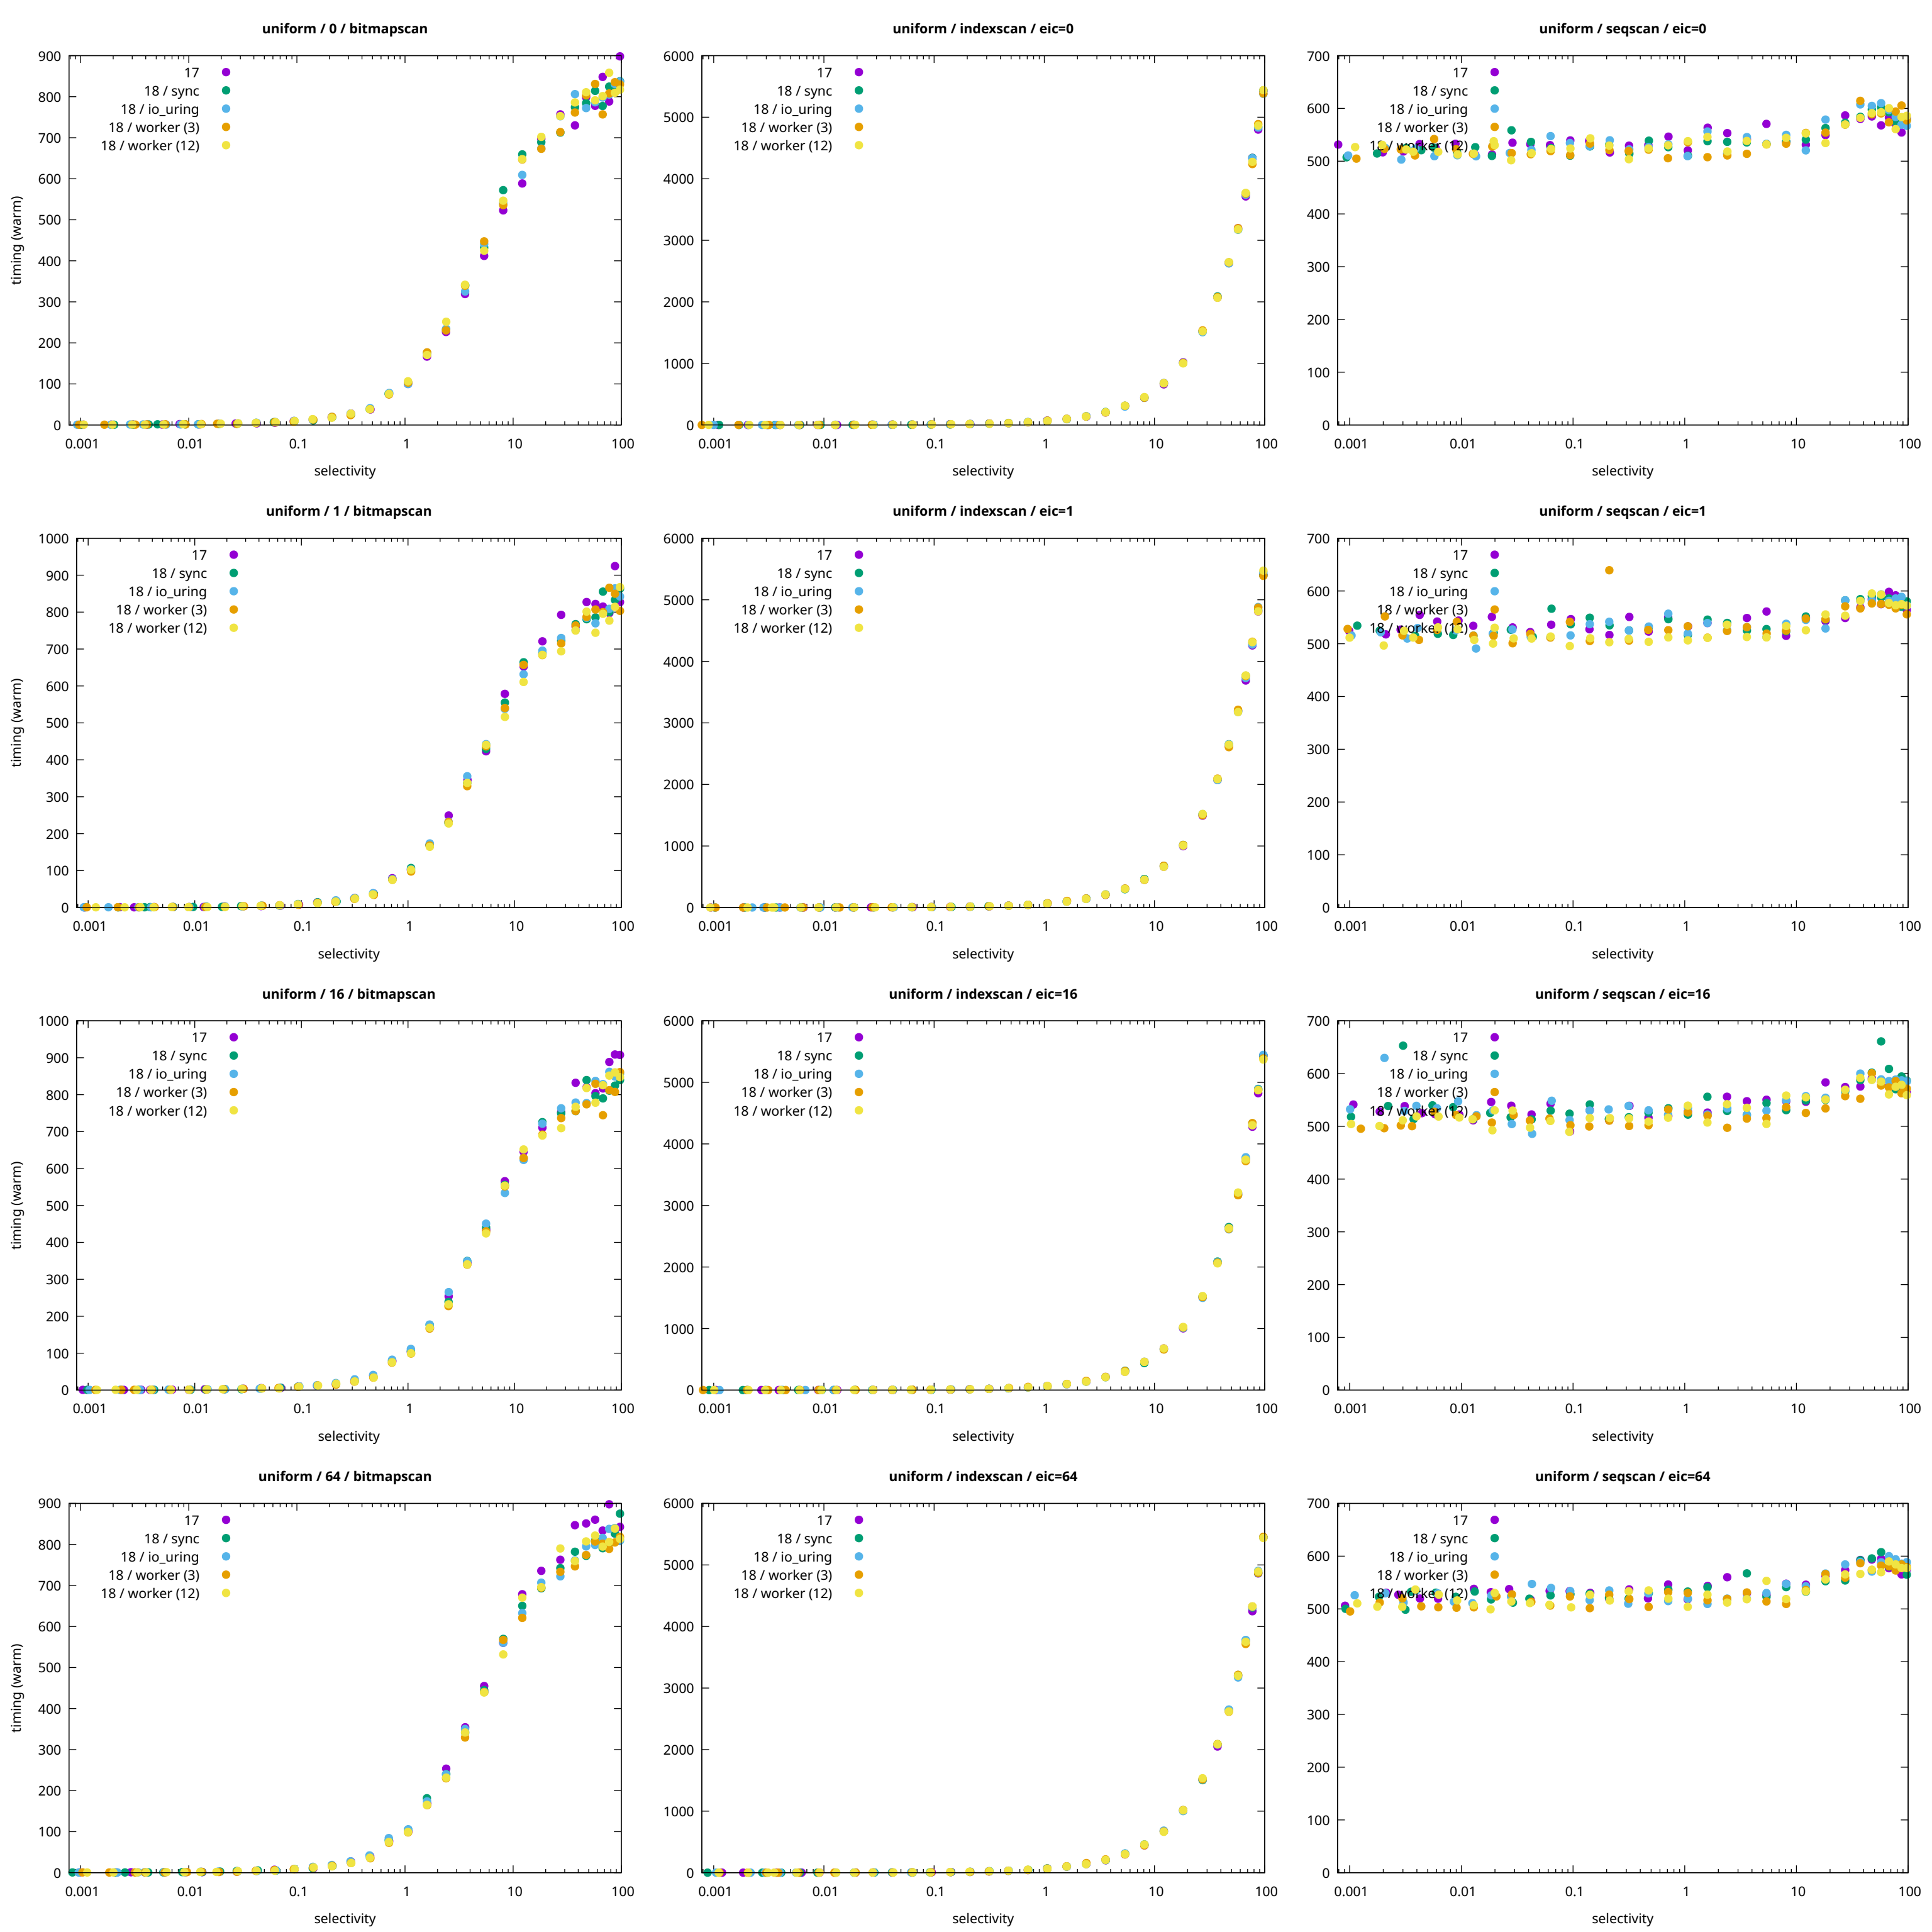 uniform / 0 / bitmapscan
timing (warm)
900
800
700
600
500
400
300
200
100
0
17
18 / sync
18 / io_uring
18 / worker (3)
18 / worker (12)
0.001 0.01 0.1 1 10 100
selectivity
uniform / indexscan / eic=0
6000
5000
4000
3000
2000
1000
0
17
18 / sync
18 / io_uring
18 / worker (3)
18 / worker (12)
0.001 0.01 0.1 1 10 100
selectivity
uniform / seqscan / eic=0
700
600
500
400
300
200
100
0
17
18 / sync
18 / io_uring
18 / worker (3)
18 / worker (12)
0.001 0.01 0.1 1 10 100
selectivity
uniform / 1 / bitmapscan
timing (warm)
1000
900
800
700
600
500
400
300
200
100
0
17
18 / sync
18 / io_uring
18 / worker (3)
18 / worker (12)
0.001 0.01 0.1 1 10 100
selectivity
uniform / indexscan / eic=1
6000
5000
4000
3000
2000
1000
0
17
18 / sync
18 / io_uring
18 / worker (3)
18 / worker (12)
0.001 0.01 0.1 1 10 100
selectivity
uniform / seqscan / eic=1
700
600
500
400
300
200
100
0
17
18 / sync
18 / io_uring
18 / worker (3)
18 / worker (12)
0.001 0.01 0.1 1 10 100
selectivity
uniform / 16 / bitmapscan
timing (warm)
1000
900
800
700
600
500
400
300
200
100
0
17
18 / sync
18 / io_uring
18 / worker (3)
18 / worker (12)
0.001 0.01 0.1 1 10 100
selectivity
uniform / indexscan / eic=16
6000
5000
4000
3000
2000
1000
0
17
18 / sync
18 / io_uring
18 / worker (3)
18 / worker (12)
0.001 0.01 0.1 1 10 100
selectivity
uniform / seqscan / eic=16
700
600
500
400
300
200
100
0
17
18 / sync
18 / io_uring
18 / worker (3)
18 / worker (12)
0.001 0.01 0.1 1 10 100
selectivity
uniform / 64 / bitmapscan
timing (warm)
900
800
700
600
500
400
300
200
100
0
17
18 / sync
18 / io_uring
18 / worker (3)
18 / worker (12)
0.001 0.01 0.1 1 10 100
selectivity
uniform / indexscan / eic=64
6000
5000
4000
3000
2000
1000
0
17
18 / sync
18 / io_uring
18 / worker (3)
18 / worker (12)
0.001 0.01 0.1 1 10 100
selectivity
uniform / seqscan / eic=64
700
600
500
400
300
200
100
0
17
18 / sync
18 / io_uring
18 / worker (3)
18 / worker (12)
0.001 0.01 0.1 1 10 100
selectivity